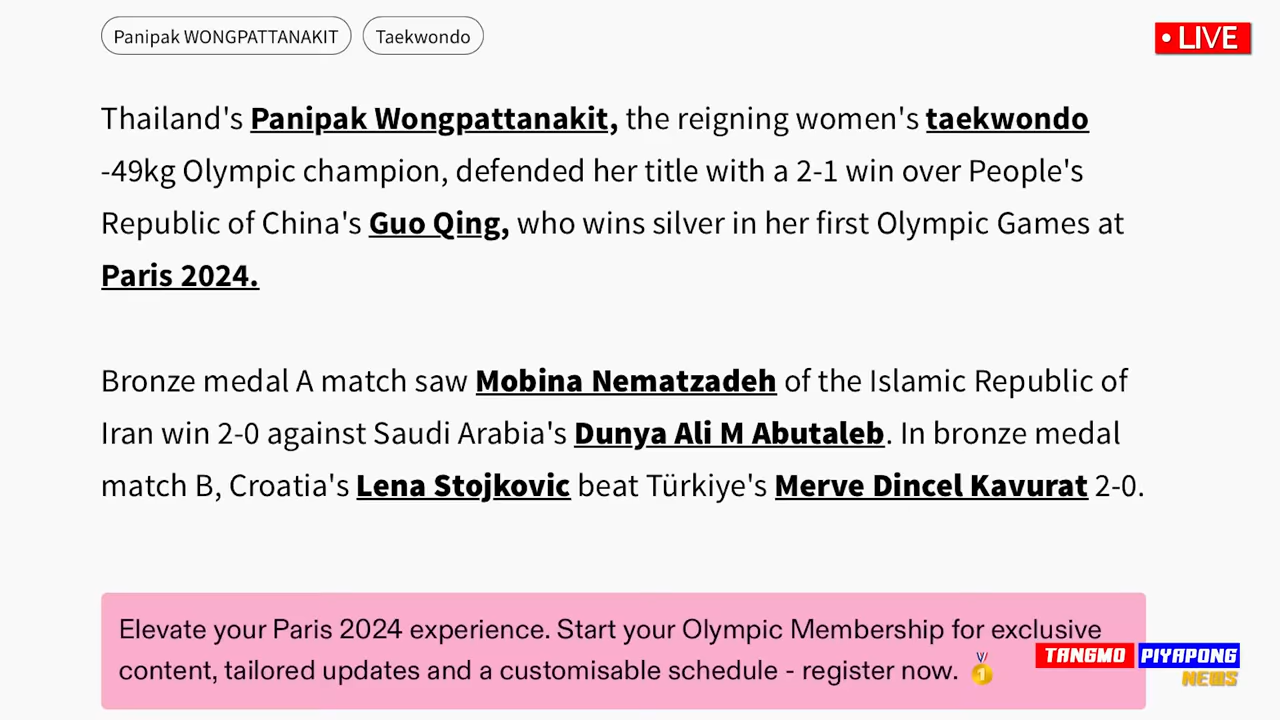 Panipak WONGPATTANAKIT Taekwondo
• LIVE
Thailand's Panipak Wongpattanakit, the reigning women's taekwondo
-49kg Olympic champion, defended her title with a 2-1 win over People's
Republic of China's Guo Qing, who wins silver in her first Olympic Games at
Paris 2024.
Bronze medal A match saw Mobina Nematzadeh of the Islamic Republic of
Iran win 2-0 against Saudi Arabia's Dunya Ali M Abutaleb. In bronze medal
match B, Croatia's Lena Stojkovic beat Türkiye's Merve Dincel Kavurat 2-0.
Elevate your Paris 2024 experience. Start your Olympic Membership for exclusive
content, tailored updates and a customisable schedule - register now. 🥇
TANGMO PIYAPONG
NEWS